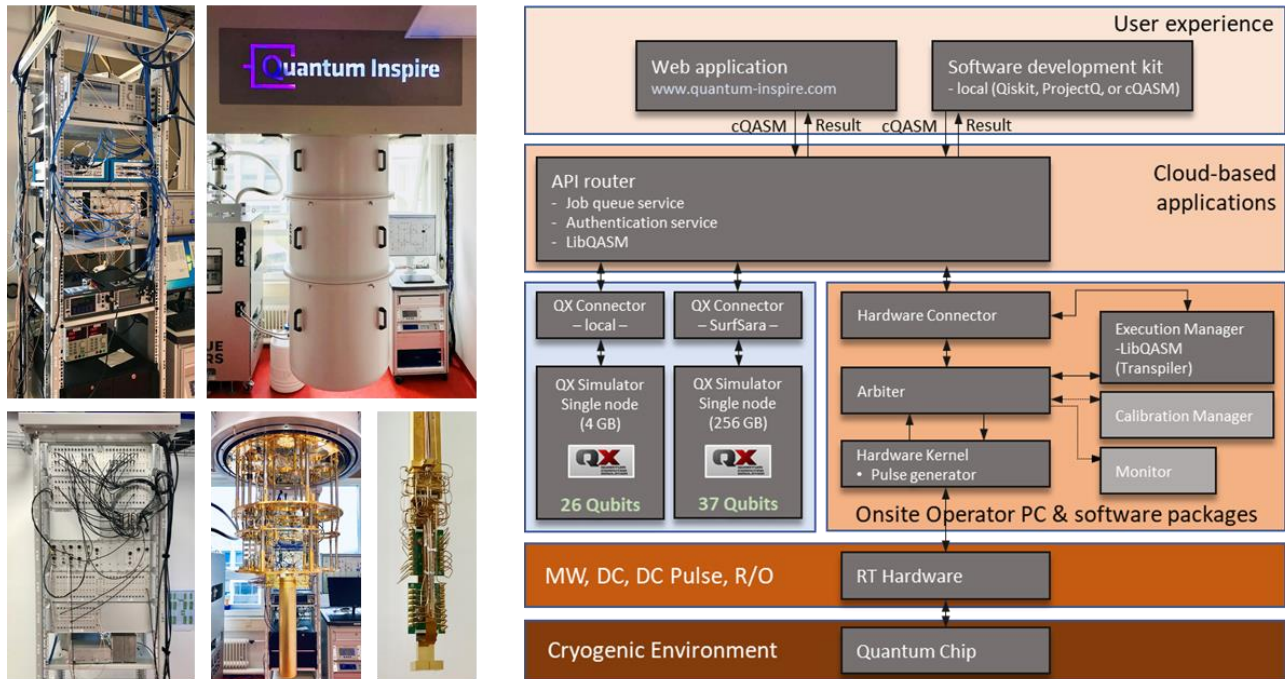 Quantum Inspire
User experience
Web application
www.quantum-inspire.com
Software development kit
- local (Qiskit, ProjectQ, or cQASM)
cQASM
Result
cQASM
Result
Cloud-based
applications
API router
- Job queue service
- Authentication service
- LibQASM
QX Connector
– local –
QX Connector
– SurfSara –
QX Simulator
Single node
(4 GB)
QX
26 Qubits
QX Simulator
Single node
(256 GB)
QX
37 Qubits
Hardware Connector
Execution Manager
-LibQASM
(Transpiler)
Arbiter
Calibration Manager
Hardware Kernel
• Pulse generator
Monitor
Onsite Operator PC & software packages
MW, DC, DC Pulse, R/O
RT Hardware
Cryogenic Environment
Quantum Chip